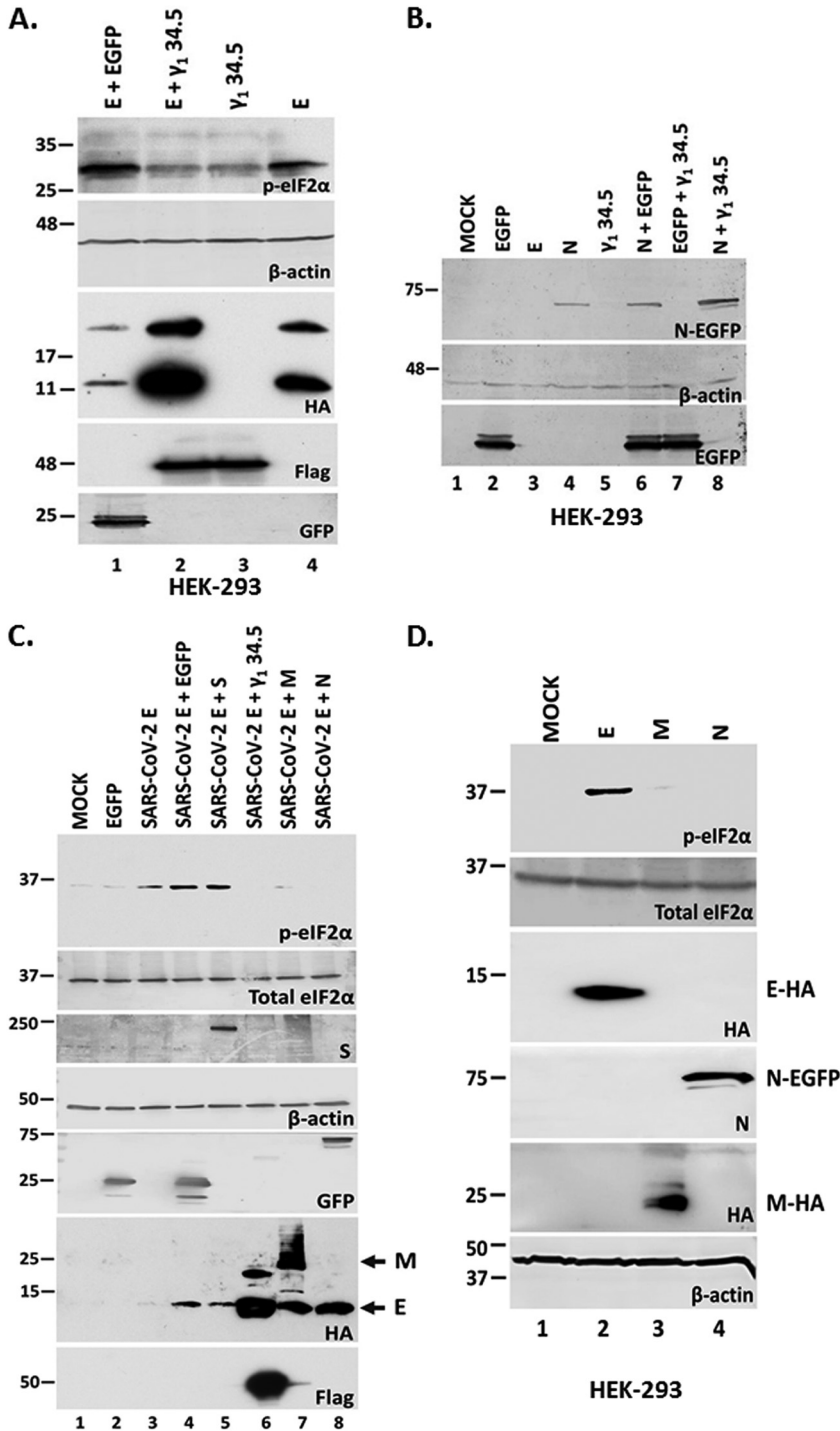 A.
E + EGFP
E + γ₁ 34.5
γ₁ 34.5
E
35
25
p-eIF2α
48
β-actin
17
11
HA
48
Flag
25
GFP
1 2 3 4
HEK-293
B.
MOCK
EGFP
E
N
γ₁ 34.5
N + EGFP
EGFP + γ₁ 34.5
N + γ₁ 34.5
75
N-EGFP
48
β-actin
EGFP
1 2 3 4 5 6 7 8
HEK-293
C.
MOCK
EGFP
SARS-CoV-2 E
SARS-CoV-2 E + EGFP
SARS-CoV-2 E + S
SARS-CoV-2 E + γ₁ 34.5
SARS-CoV-2 E + M
SARS-CoV-2 E + N
37
p-eIF2α
37
Total eIF2α
250
S
50
β-actin
75
25
GFP
25
M
15
E
HA
50
Flag
1 2 3 4 5 6 7 8
D.
MOCK
E
M
N
37
p-eIF2α
37
Total eIF2α
15
E-HA
HA
75
N-EGFP
N
25
HA
M-HA
50
37
β-actin
1 2 3 4
HEK-293